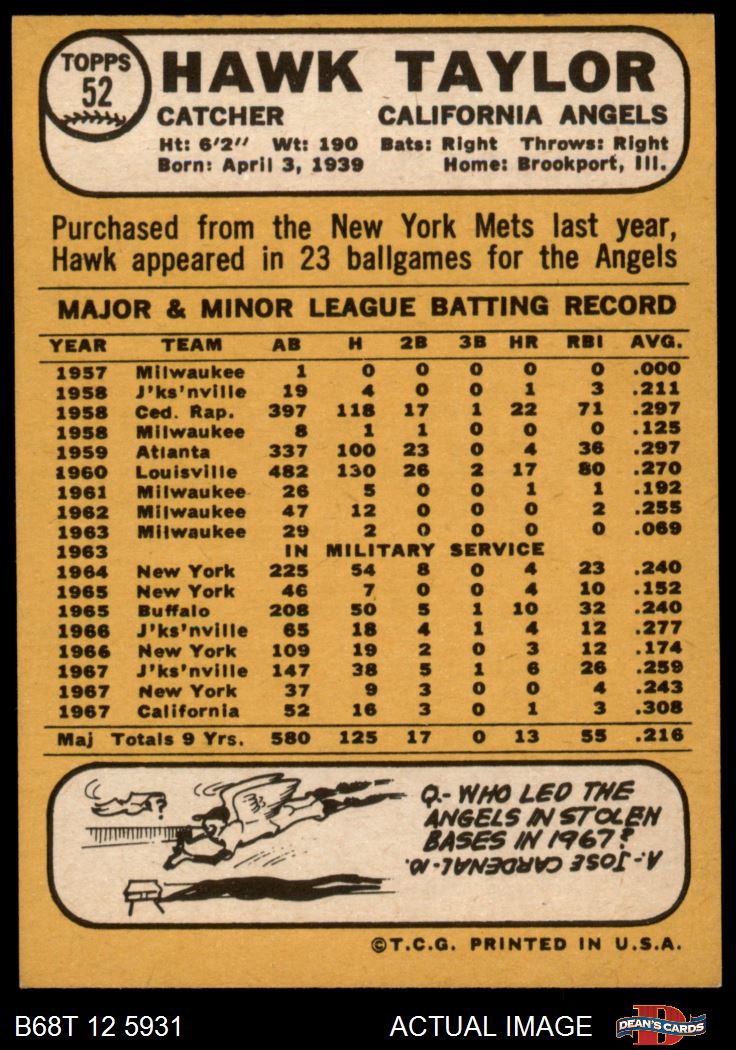 TOPPS
52
HAWK TAYLOR
CATCHER CALIFORNIA ANGELS
Ht: 6'2" Wt: 190 Bats: Right Throws: Right
Born: April 3, 1939 Home: Brookport, Ill.
Purchased from the New York Mets last year,
Hawk appeared in 23 ballgames for the Angels
MAJOR & MINOR LEAGUE BATTING RECORD
YEAR TEAM AB H 2B 3B HR RBI AVG.
1957 Milwaukee 1 0 0 0 0 0 .000
1958 J'ks'nville 19 4 0 0 1 3 .211
1958 Ced. Rap. 397 118 17 1 22 71 .297
1958 Milwaukee 8 1 1 0 0 0 .125
1959 Atlanta 337 100 23 0 4 36 .297
1960 Louisville 482 130 26 2 17 80 .270
1961 Milwaukee 26 5 0 0 1 1 .192
1962 Milwaukee 47 12 0 0 0 2 .255
1963 Milwaukee 29 2 0 0 0 0 .069
1963 IN MILITARY SERVICE
1964 New York 225 54 8 0 4 23 .240
1965 New York 46 7 0 0 4 10 .152
1965 Buffalo 208 50 5 1 10 32 .240
1966 J'ks'nville 65 18 4 1 4 12 .277
1966 New York 109 19 2 0 3 12 .174
1967 J'ks'nville 147 38 5 1 6 26 .259
1967 New York 37 9 3 0 0 4 .243
1967 California 52 16 3 0 1 3 .308
Maj Totals 9 Yrs. 580 125 17 0 13 55 .216
?
Q.- WHO LED THE
ANGELS IN STOLEN
BASES IN 1967?
A.- JOSE CARDENAL-10.
©T.C.G. PRINTED IN U.S.A.
B68T 12 5931 ACTUAL IMAGE
D
DEAN'S CARDS